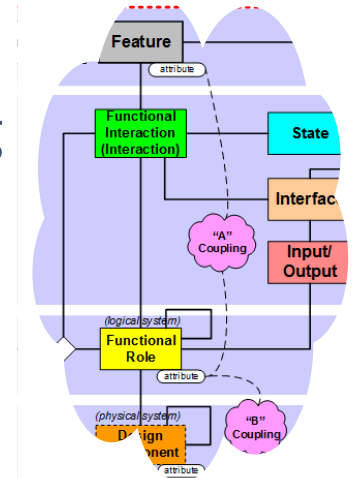 Feature
attribute
Functional
Interaction
(Interaction)
State
Interfac
"A"
Coupling
Input/
Output
(logical system)
Functional
Role
attribute
(physical system)
"B"
Coupling
attribute